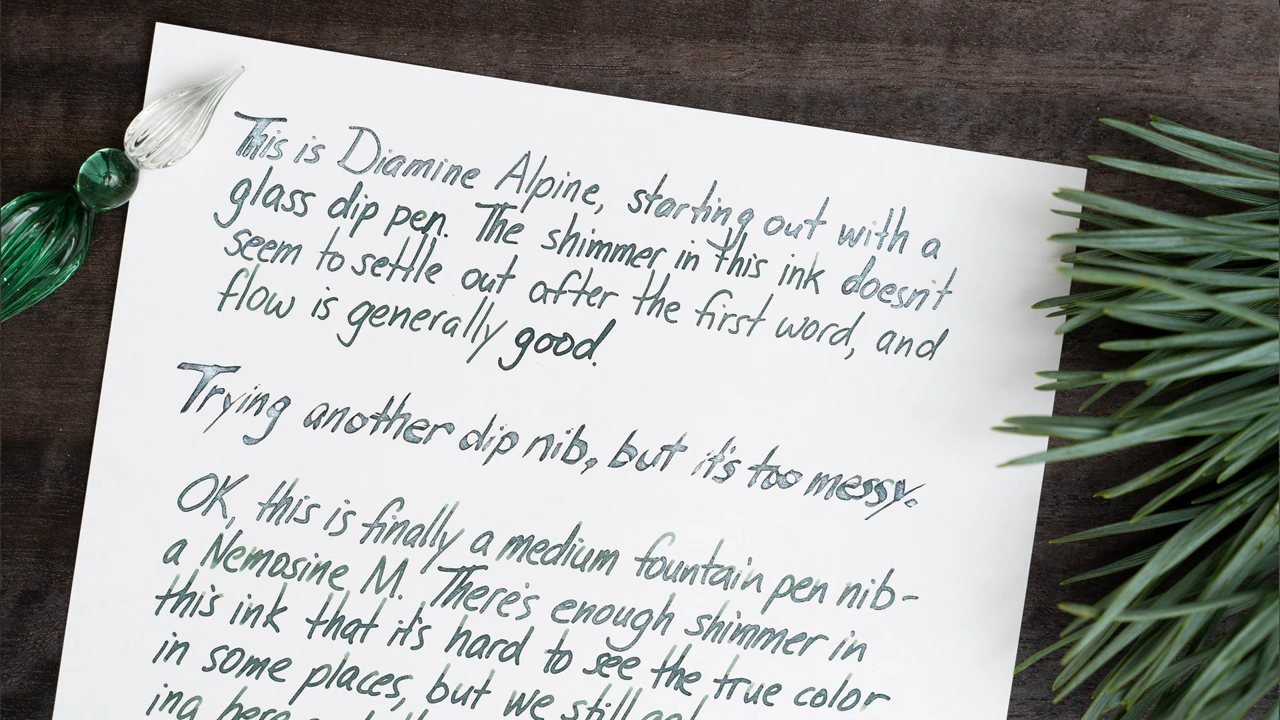 This is Diamine Alpine, starting out with a
glass dip pen. The shimmer in this ink doesn't
seem to settle out after the first word, and
flow is generally good.
Trying another dip nib, but it's too messy.
OK, this is finally a medium fountain pen nib-
a Nemosine M. There's enough shimmer in
this ink that it's hard to see the true color
in some places, but we still get
ing here